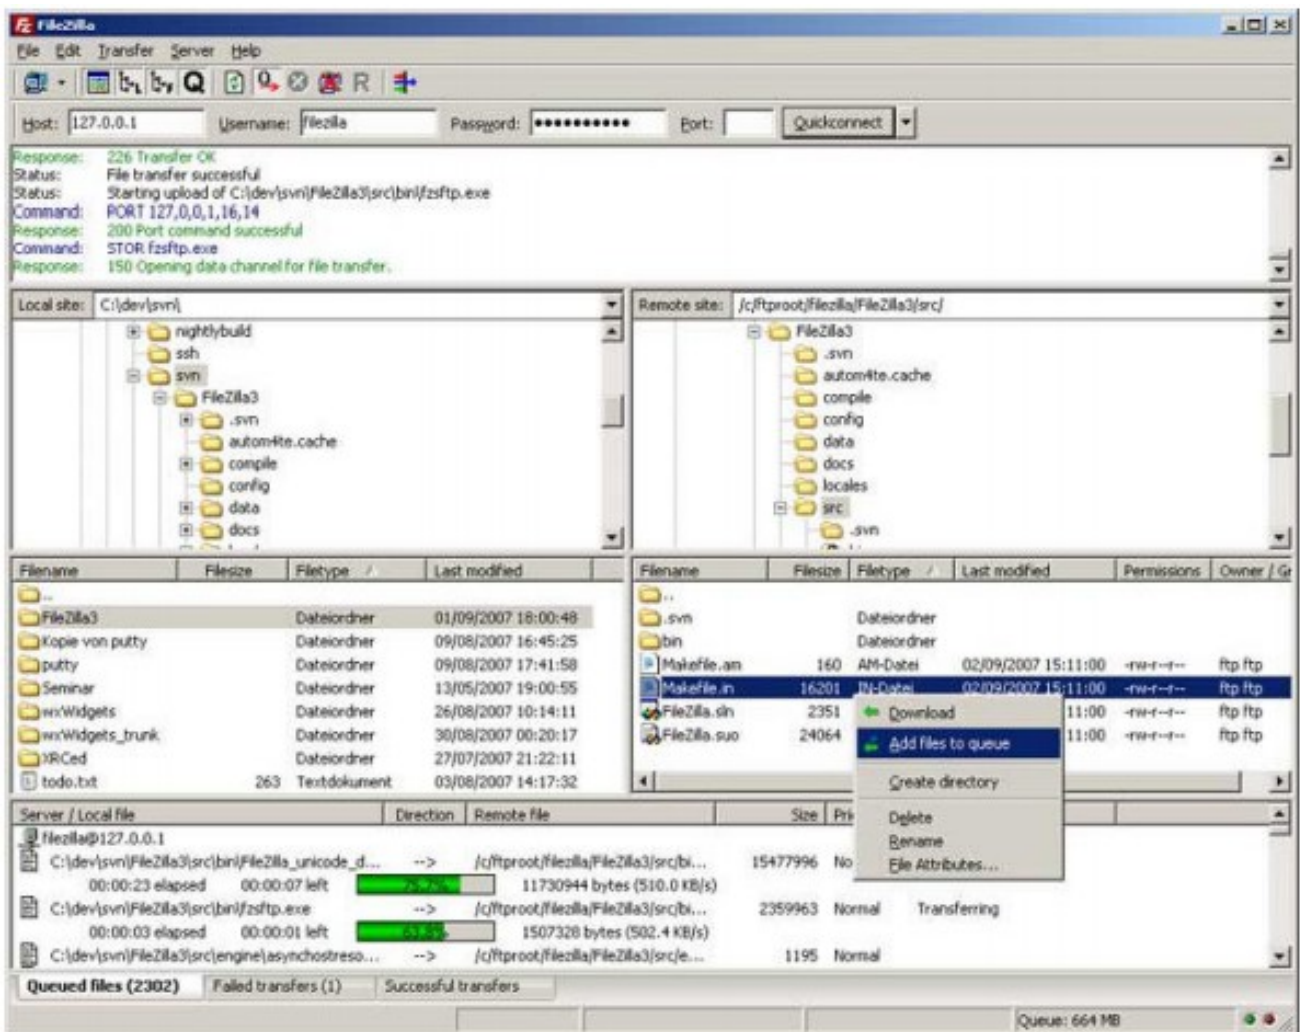 FileZilla
File Edit Transfer Server Help
R
Host: 127.0.0.1 Username: filezilla Password: •••••••••• Port: Quickconnect
Response: 226 Transfer OK
Status: File transfer successful
Status: Starting upload of C:\dev\svn\FileZilla3\src\bin\fzsftp.exe
Command: PORT 127,0,0,1,16,14
Response: 200 Port command successful
Command: STOR fzsftp.exe
Response: 150 Opening data channel for file transfer.
Local site: C:\dev\svn\
nightlybuild
ssh
svn
FileZilla3
.svn
autom4te.cache
compile
config
data
docs
Remote site: /c/ftproot/filezilla/FileZilla3/src/
FileZilla3
.svn
autom4te.cache
compile
config
data
docs
locales
src
.svn
Filename Filesize Filetype Last modified
..
FileZilla3 Dateiordner 01/09/2007 18:00:48
Kopie von putty Dateiordner 09/08/2007 16:45:25
putty Dateiordner 09/08/2007 17:41:58
Seminar Dateiordner 13/05/2007 19:00:55
wxWidgets Dateiordner 26/08/2007 10:14:11
wxWidgets_trunk Dateiordner 30/08/2007 00:20:17
XRCed Dateiordner 27/07/2007 21:22:11
todo.txt 263 Textdokument 03/08/2007 14:17:32
Filename Filesize Filetype Last modified Permissions Owner / Gr
..
.svn Dateiordner
bin Dateiordner
Makefile.am 160 AM-Datei 02/09/2007 15:11:00 -rw-r--r-- ftp ftp
Makefile.in 16201 IN-Datei 02/09/2007 15:11:00 -rw-r--r-- ftp ftp
FileZilla.sln 2351 11:00 -rw-r--r-- ftp ftp
FileZilla.suo 24064 11:00 -rw-r--r-- ftp ftp
Download
Add files to queue
Create directory
Delete
Rename
File Attributes...
Server / Local file Direction Remote file Size Pri
filezilla@127.0.0.1
C:\dev\svn\FileZilla3\src\bin\FileZilla_unicode_d... --> /c/ftproot/filezilla/FileZilla3/src/bi... 15477996 No
00:00:23 elapsed 00:00:07 left 75.7% 11730944 bytes (510.0 KB/s)
C:\dev\svn\FileZilla3\src\bin\fzsftp.exe --> /c/ftproot/filezilla/FileZilla3/src/bi... 2359963 Normal Transferring
00:00:03 elapsed 00:00:01 left 63.8% 1507328 bytes (502.4 KB/s)
C:\dev\svn\FileZilla3\src\engine\asynchostreso... --> /c/ftproot/filezilla/FileZilla3/src/e... 1195 Normal
Queued files (2302) Failed transfers (1) Successful transfers
Queue: 664 MB